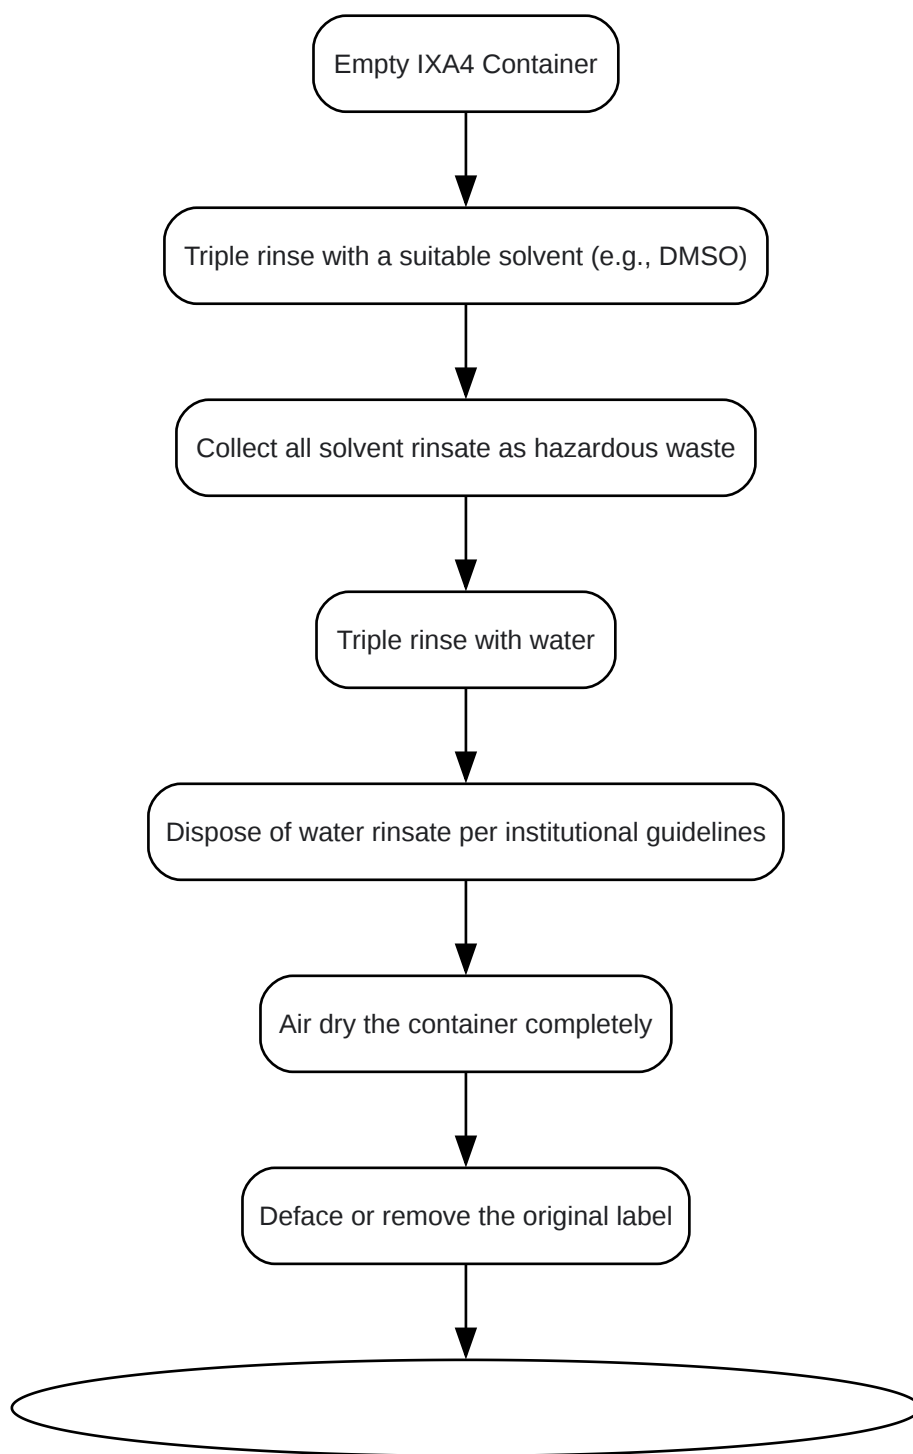 Empty IXA4 Container
Triple rinse with a suitable solvent (e.g., DMSO)
Collect all solvent rinsate as hazardous waste
Triple rinse with water
Dispose of water rinsate per institutional guidelines
Air dry the container completely
Deface or remove the original label